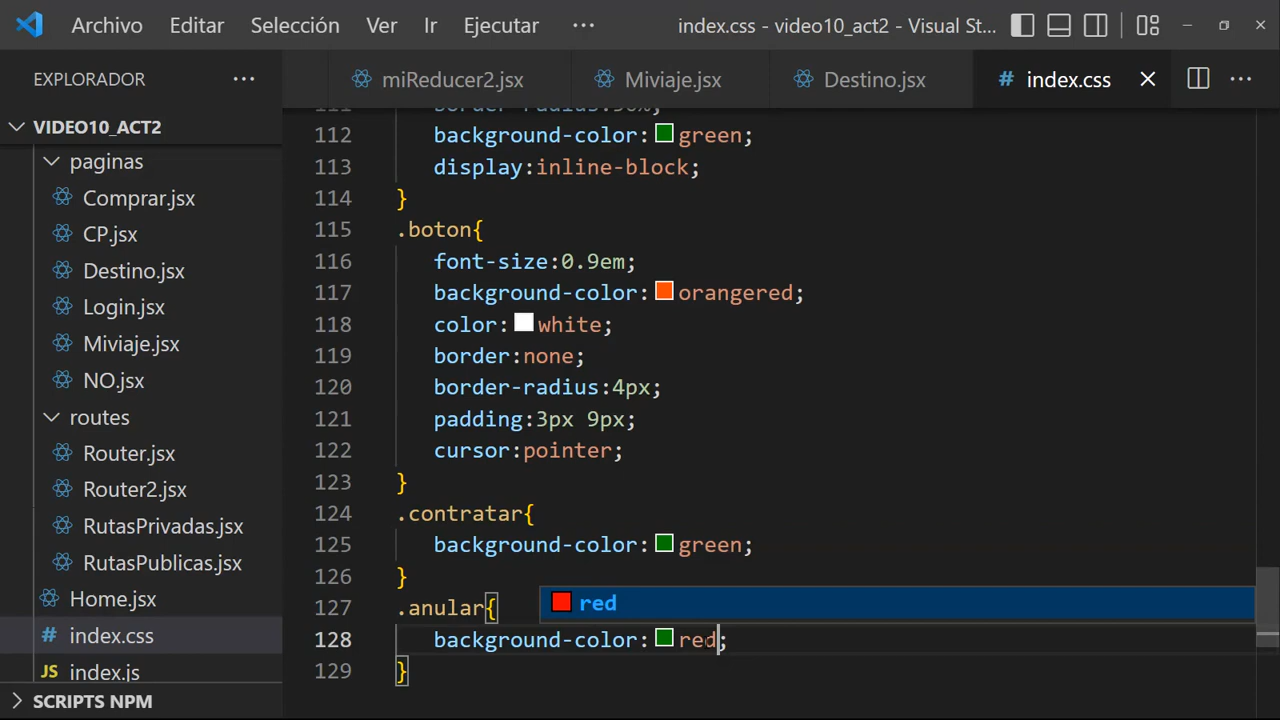 Archivo Editar Selección Ver Ir Ejecutar ··· index.css - video10_act2 - Visual St...
EXPLORADOR ··· miReducer2.jsx Miviaje.jsx Destino.jsx # index.css ···
VIDEO10_ACT2
paginas
Comprar.jsx
CP.jsx
Destino.jsx
Login.jsx
Miviaje.jsx
NO.jsx
routes
Router.jsx
Router2.jsx
RutasPrivadas.jsx
RutasPublicas.jsx
Home.jsx
# index.css
JS index.js
SCRIPTS NPM
112 background-color: green;
113 display:inline-block;
114 }
115 .boton{
116 font-size:0.9em;
117 background-color: orangered;
118 color: white;
119 border:none;
120 border-radius:4px;
121 padding:3px 9px;
122 cursor:pointer;
123 }
124 .contratar{
125 background-color: green;
126 }
127 .anular{
red
128 background-color: red;
129 }